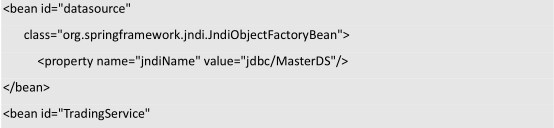 <bean id="datasource"
class="org.springframework.jndi.JndiObjectFactoryBean">
<property name="jndiName" value="jdbc/MasterDS"/>
</bean>
<bean id="TradingService"